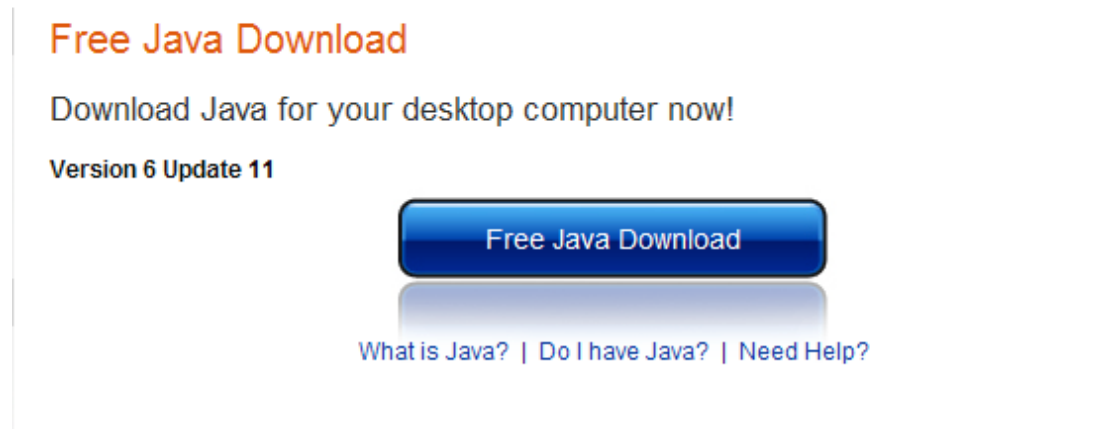 Free Java Download
Download Java for your desktop computer now!
Version 6 Update 11
Free Java Download
What is Java? | Do I have Java? | Need Help?